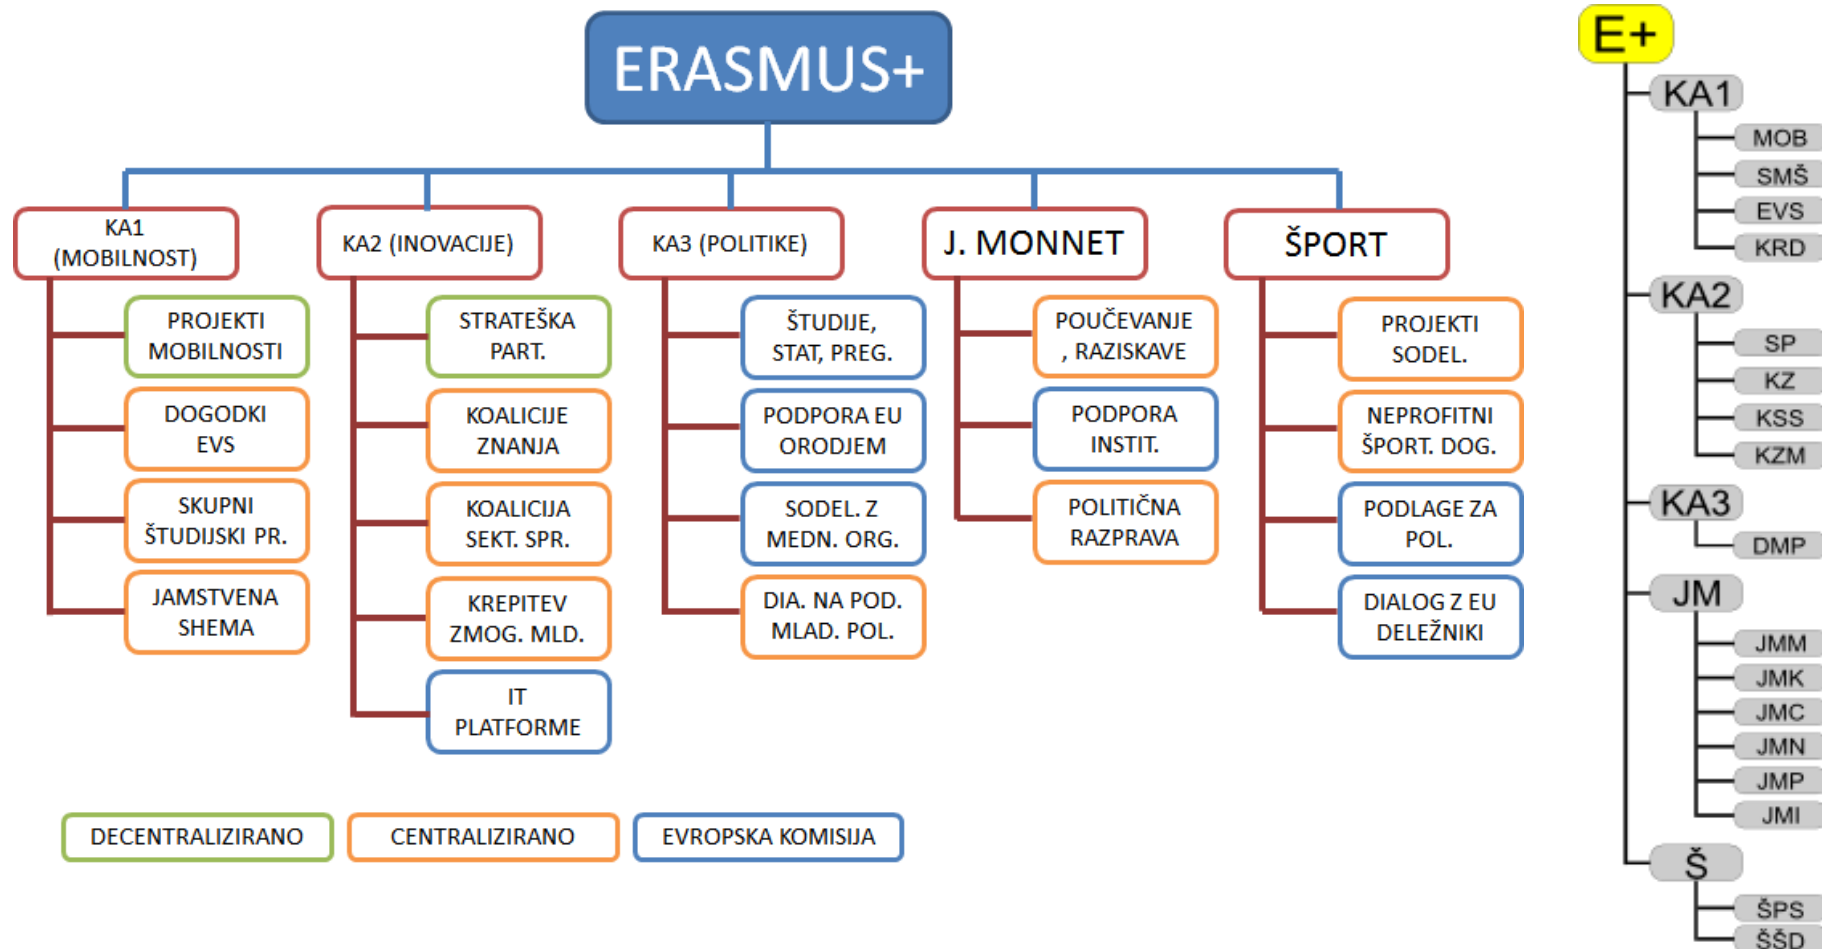 ERASMUS+
KA1
(MOBILNOST)
PROJEKTI
MOBILNOSTI
DOGODKI
EVS
SKUPNI
ŠTUDIJSKI PR.
JAMSTVENA
SHEMA
KA2 (INOVACIJE)
STRATEŠKA
PART.
KOALICIJE
ZNANJA
KOALICIJA
SEKT. SPR.
KREPITEV
ZMOG. MLD.
IT
PLATFORME
KA3 (POLITIKE)
ŠTUDIJE,
STAT, PREG.
PODPORA EU
ORODJEM
SODEL. Z
MEDN. ORG.
DIA. NA POD.
MLAD. POL.
J. MONNET
POUČEVANJE
, RAZISKAVE
PODPORA
INSTIT.
POLITIČNA
RAZPRAVA
ŠPORT
PROJEKTI
SODEL.
NEPROFITNI
ŠPORT. DOG.
PODLAGE ZA
POL.
DIALOG Z EU
DELEŽNIKI
DECENTRALIZIRANO
CENTRALIZIRANO
EVROPSKA KOMISIJA
E+
KA1
MOB
SMŠ
EVS
KRD
KA2
SP
KZ
KSS
KZM
KA3
DMP
JM
JMM
JMK
JMC
JMN
JMP
JMI
Š
ŠPS
ŠŠD